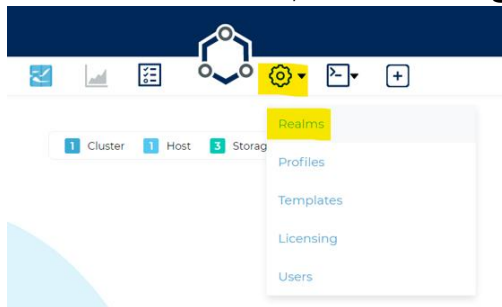 Realms
1 Cluster 1 Host 3 Storag
Profiles
Templates
Licensing
Users